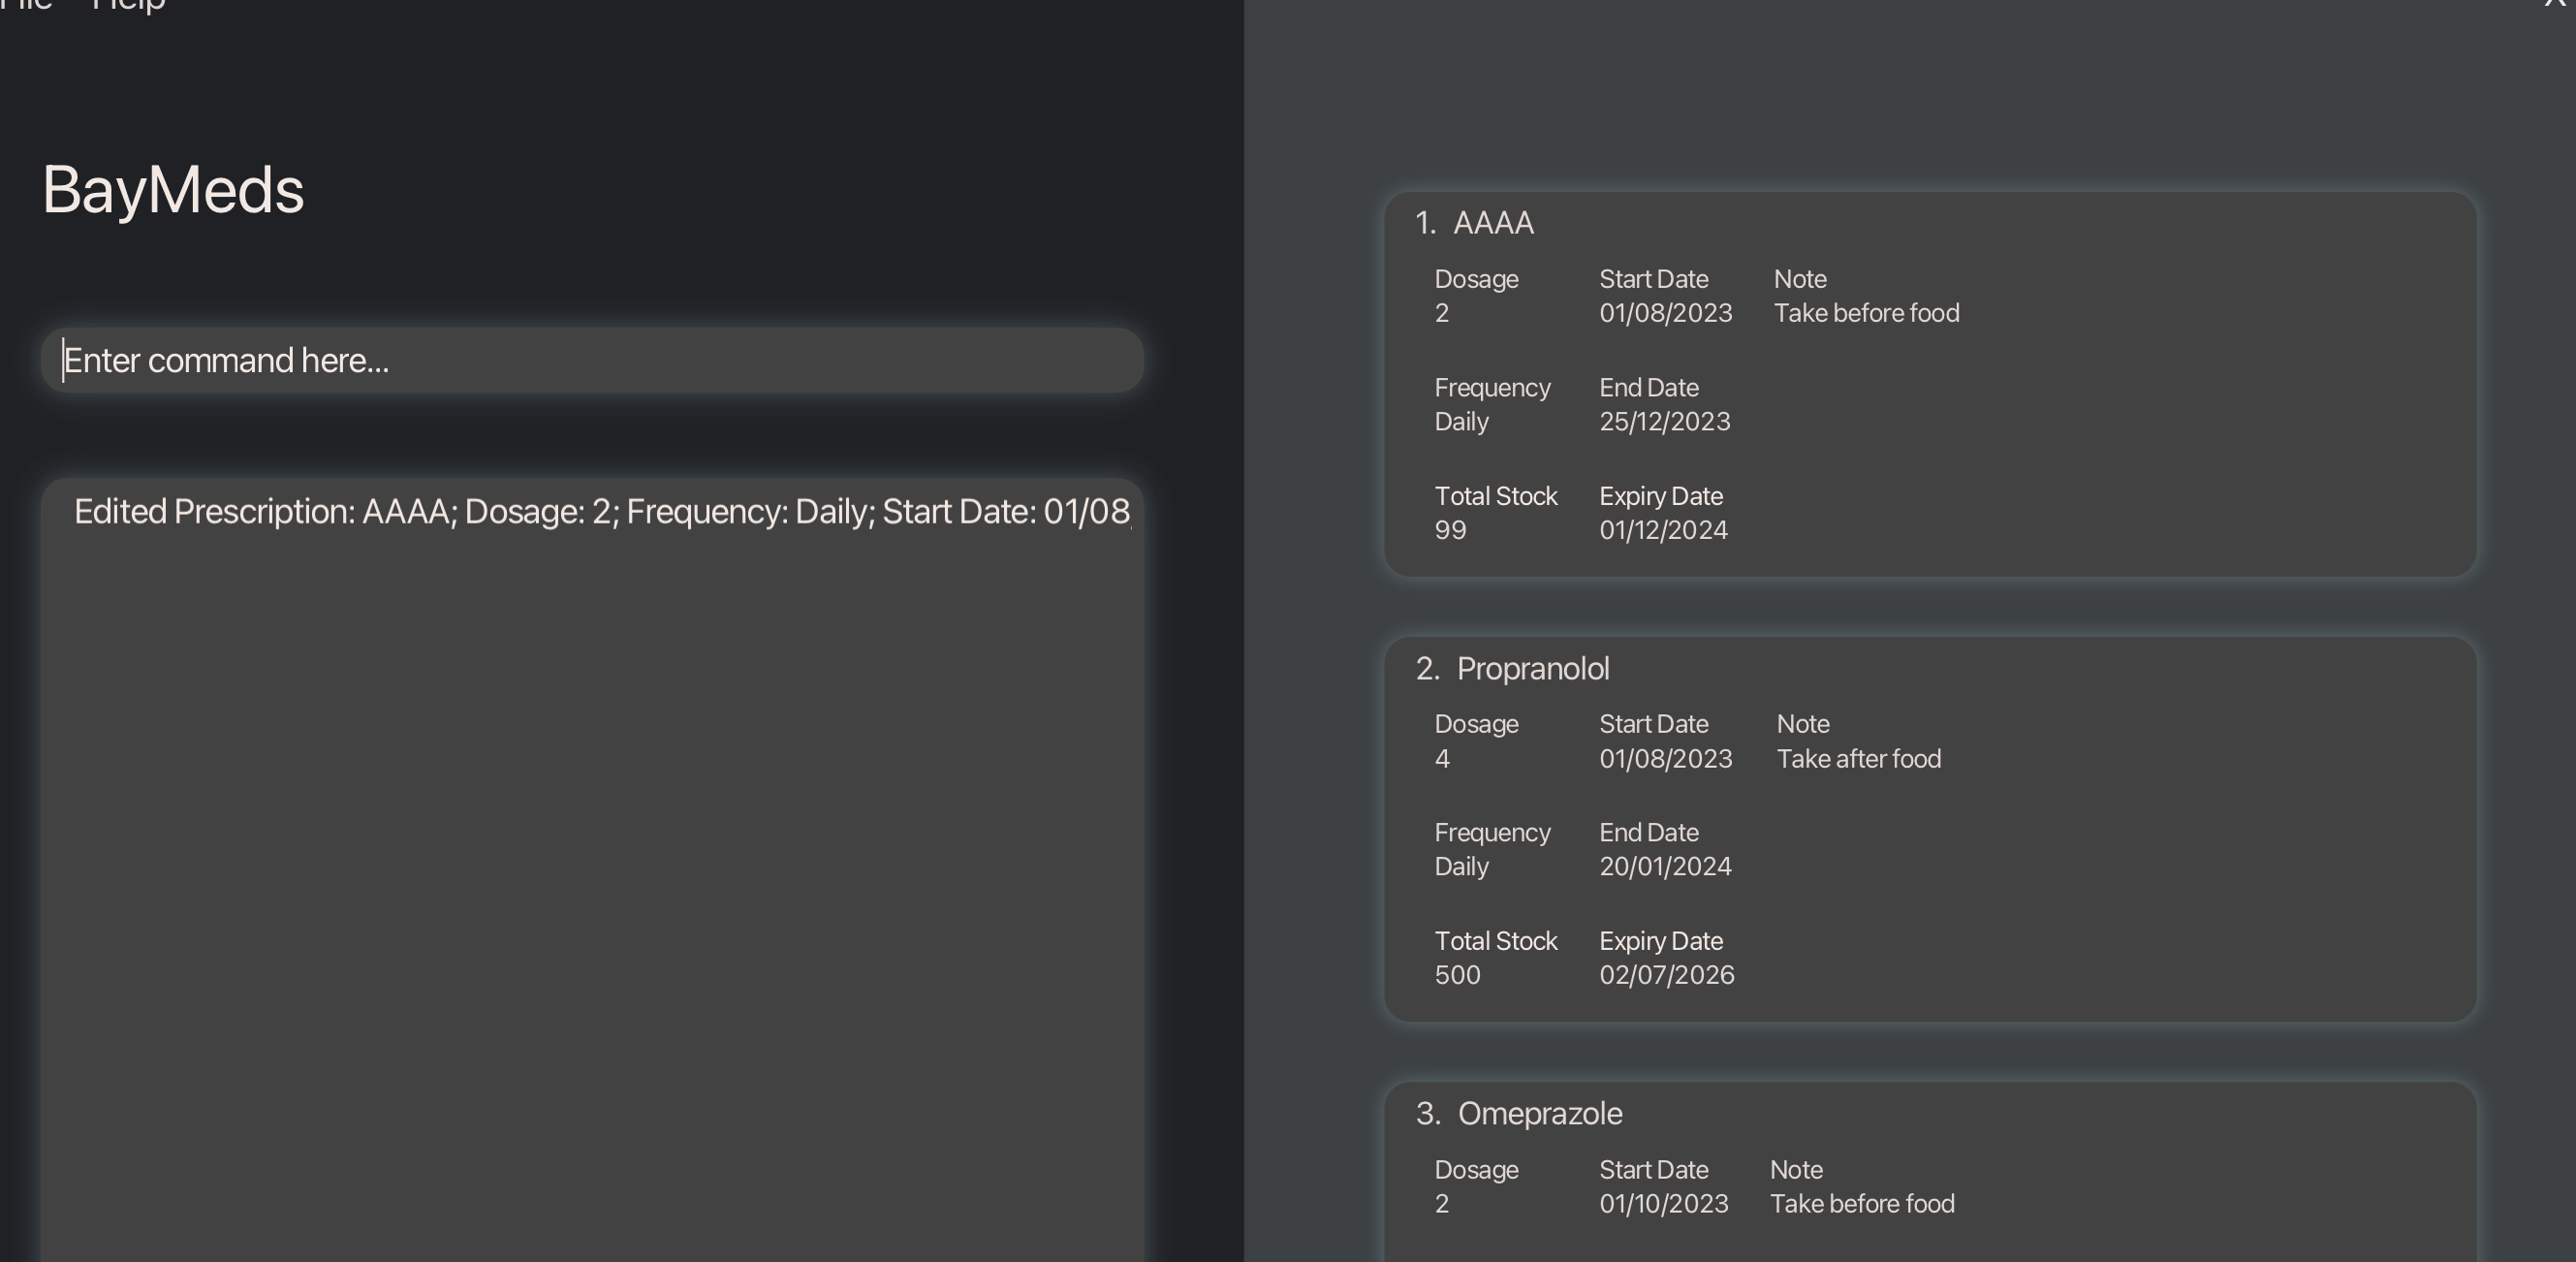 File Help
X
BayMeds
Enter command here...
Edited Prescription: AAAA; Dosage: 2; Frequency: Daily; Start Date: 01/08
1. AAAA
Dosage Start Date Note
2 01/08/2023 Take before food
Frequency End Date
Daily 25/12/2023
Total Stock Expiry Date
99 01/12/2024
2. Propranolol
Dosage Start Date Note
4 01/08/2023 Take after food
Frequency End Date
Daily 20/01/2024
Total Stock Expiry Date
500 02/07/2026
3. Omeprazole
Dosage Start Date Note
2 01/10/2023 Take before food